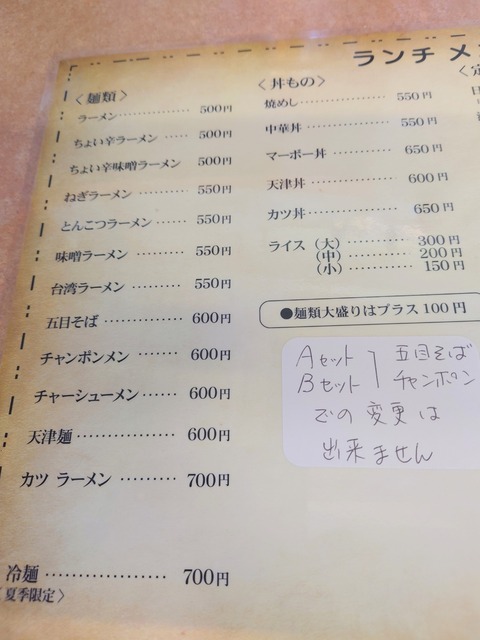 ランチ メ
〈麺類〉
ラーメン ········ 500円
ちょい辛ラーメン ······ 500円
ちょい辛味噌ラーメン 500円
ねぎラーメン ········ 550円
とんこつラーメン ······ 550円
味噌ラーメン ········ 550円
台湾ラーメン ········ 550円
五目そば ············ 600円
チャンポンメン ······· 600円
チャーシューメン ······ 600円
天津麺 ··············· 600円
カツ ラーメン ········· 700円
冷麺 ·················· 700円
〈夏季限定〉
〈丼もの〉
焼めし ················ 550円
中華丼 ················ 550円
マーボー丼 ··········· 650円
天津丼 ················ 600円
カツ丼 ················ 650円
ライス（大） ··········· 300円
（中） ··········· 200円
（小） ··········· 150円
●麺類大盛りはプラス100円
Aセット ｝五目そば
Bセット チャンポン
での変更は
出来ません